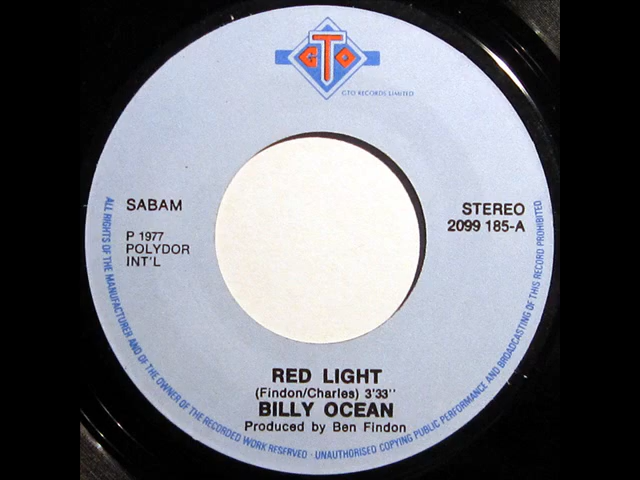 GTO
GTO RECORDS LIMITED
SABAM
STEREO
2099 185-A
P 1977
POLYDOR
INT'L
RED LIGHT
(Findon/Charles) 3'33''
BILLY OCEAN
Produced by Ben Findon
ALL RIGHTS OF THE MANUFACTURER AND OF THE OWNER OF THE RECORDED WORK RESERVED · UNAUTHORISED COPYING PUBLIC PERFORMANCE AND BROADCASTING OF THIS RECORD PROHIBITED